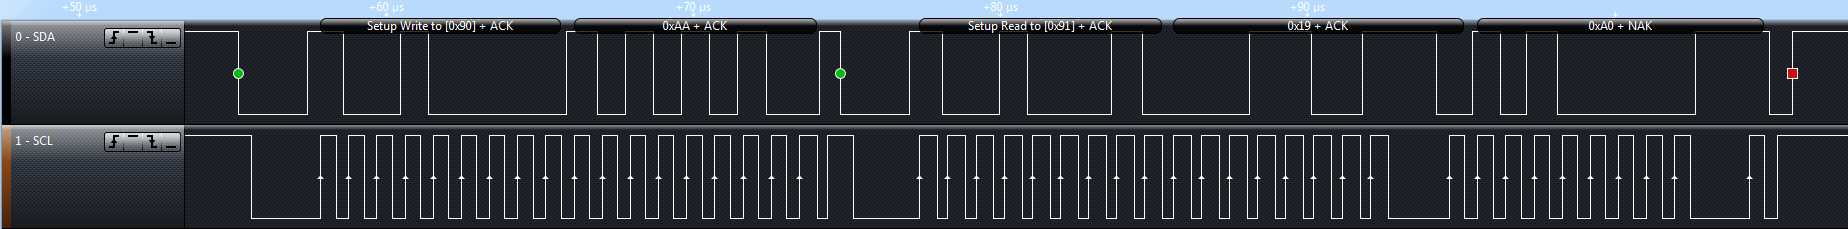 +50 µs +60 µs +70 µs +80 µs +90 µs
Setup Write to [0x90] + ACK 0xAA + ACK Setup Read to [0x91] + ACK 0x19 + ACK 0xA0 + NAK
0 - SDA
1 - SCL